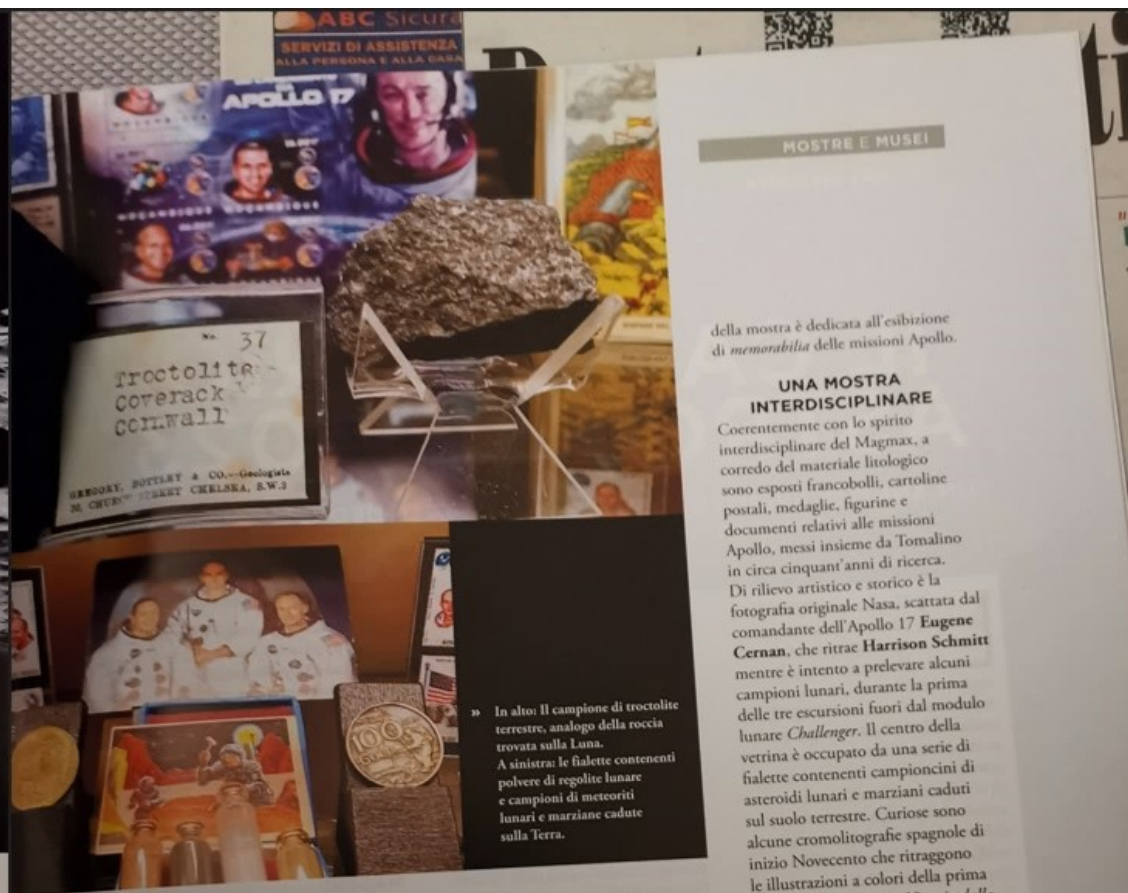 ABC Sicura
SERVIZI DI ASSISTENZA
ALLA PERSONA E ALLA CASA
APOLLO 17
MOÇAMBIQUE
MOÇAMBIQUE
No. 37
Troctolite
Coverack
Cornwall
GREGORY, BOTTLEY & CO.—Geologists
30, CHURCH STREET CHELSEA, S.W.3
100
» In alto: Il campione di troctolite
terrestre, analogo della roccia
trovata sulla Luna.
A sinistra: le fialette contenenti
polvere di regolite lunare
e campioni di meteoriti
lunari e marziane cadute
sulla Terra.
MOSTRE E MUSEI
della mostra è dedicata all'esibizione
di memorabilia delle missioni Apollo.
UNA MOSTRA
INTERDISCIPLINARE
Coerentemente con lo spirito
interdisciplinare del Magmax, a
corredo del materiale litologico
sono esposti francobolli, cartoline
postali, medaglie, figurine e
documenti relativi alle missioni
Apollo, messi insieme da Tomalino
in circa cinquant'anni di ricerca.
Di rilievo artistico e storico è la
fotografia originale Nasa, scattata dal
comandante dell'Apollo 17 Eugene
Cernan, che ritrae Harrison Schmitt
mentre è intento a prelevare alcuni
campioni lunari, durante la prima
delle tre escursioni fuori dal modulo
lunare Challenger. Il centro della
vetrina è occupato da una serie di
fialette contenenti campioncini di
asteroidi lunari e marziani caduti
sul suolo terrestre. Curiose sono
alcune cromolitografie spagnole di
inizio Novecento che ritraggono
le illustrazioni a colori della prima